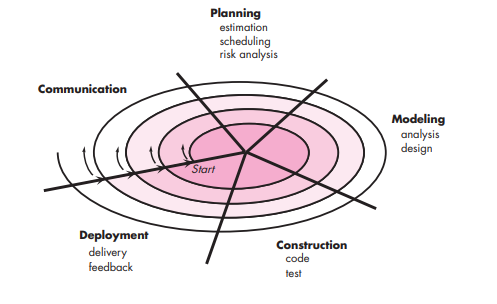 Planning
estimation
scheduling
risk analysis
Communication
Modeling
analysis
design
Start
Deployment
delivery
feedback
Construction
code
test